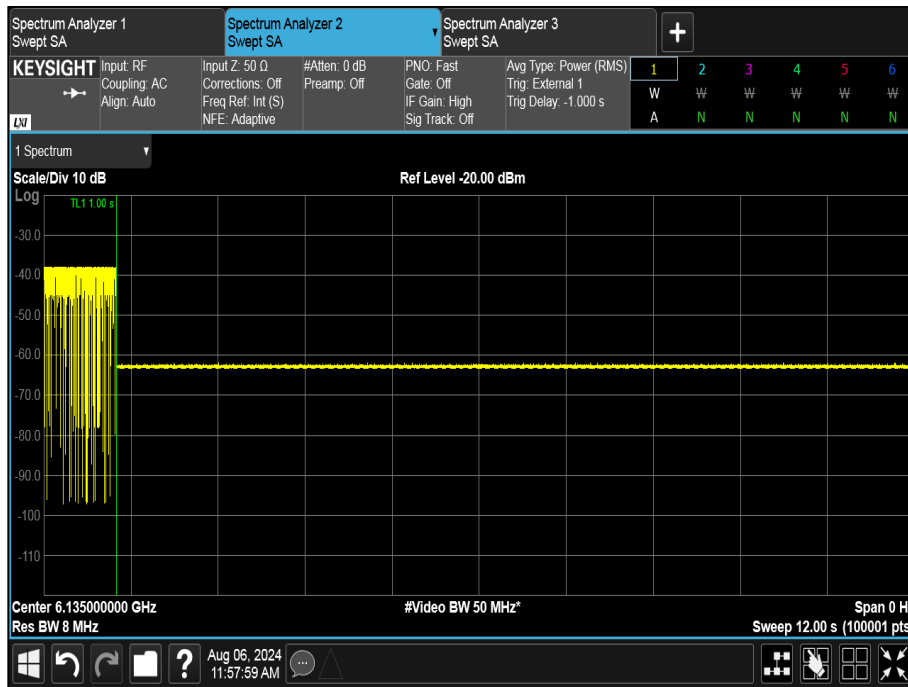 Spectrum Analyzer 1
Swept SA
Spectrum Analyzer 2
Swept SA
Spectrum Analyzer 3
Swept SA
+
KEYSIGHT
LXI
Input: RF
Coupling: AC
Align: Auto
Input Z: 50 Ω
Corrections: Off
Freq Ref: Int (S)
NFE: Adaptive
#Atten: 0 dB
Preamp: Off
PNO: Fast
Gate: Off
IF Gain: High
Sig Track: Off
Avg Type: Power (RMS)
Trig: External 1
Trig Delay: -1.000 s
1 2 3 4 5 6
W W W W W W
A N N N N N
1 Spectrum
Scale/Div 10 dB
Ref Level -20.00 dBm
Log
TL1 1.00 s
-30.0
-40.0
-50.0
-60.0
-70.0
-80.0
-90.0
-100
-110
Center 6.135000000 GHz
#Video BW 50 MHz*
Span 0 H
Res BW 8 MHz
Sweep 12.00 s (100001 pts
?
Aug 06, 2024
11:57:59 AM